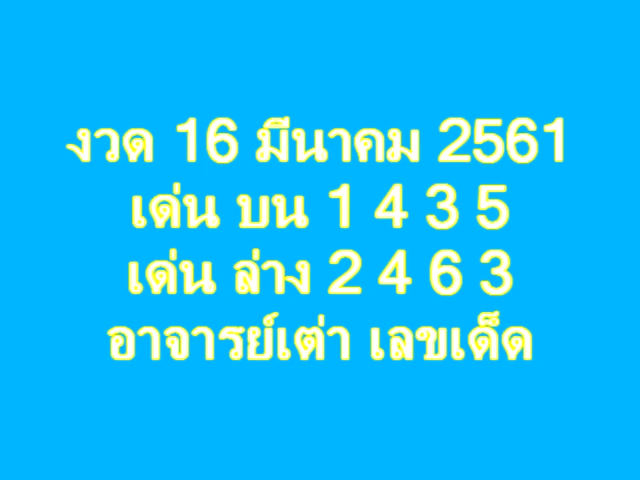 งวด 16 มีนาคม 2561
เด่น บน 1 4 3 5
เด่น ล่าง 2 4 6 3
อาจารย์เต่า เลขเด็ด